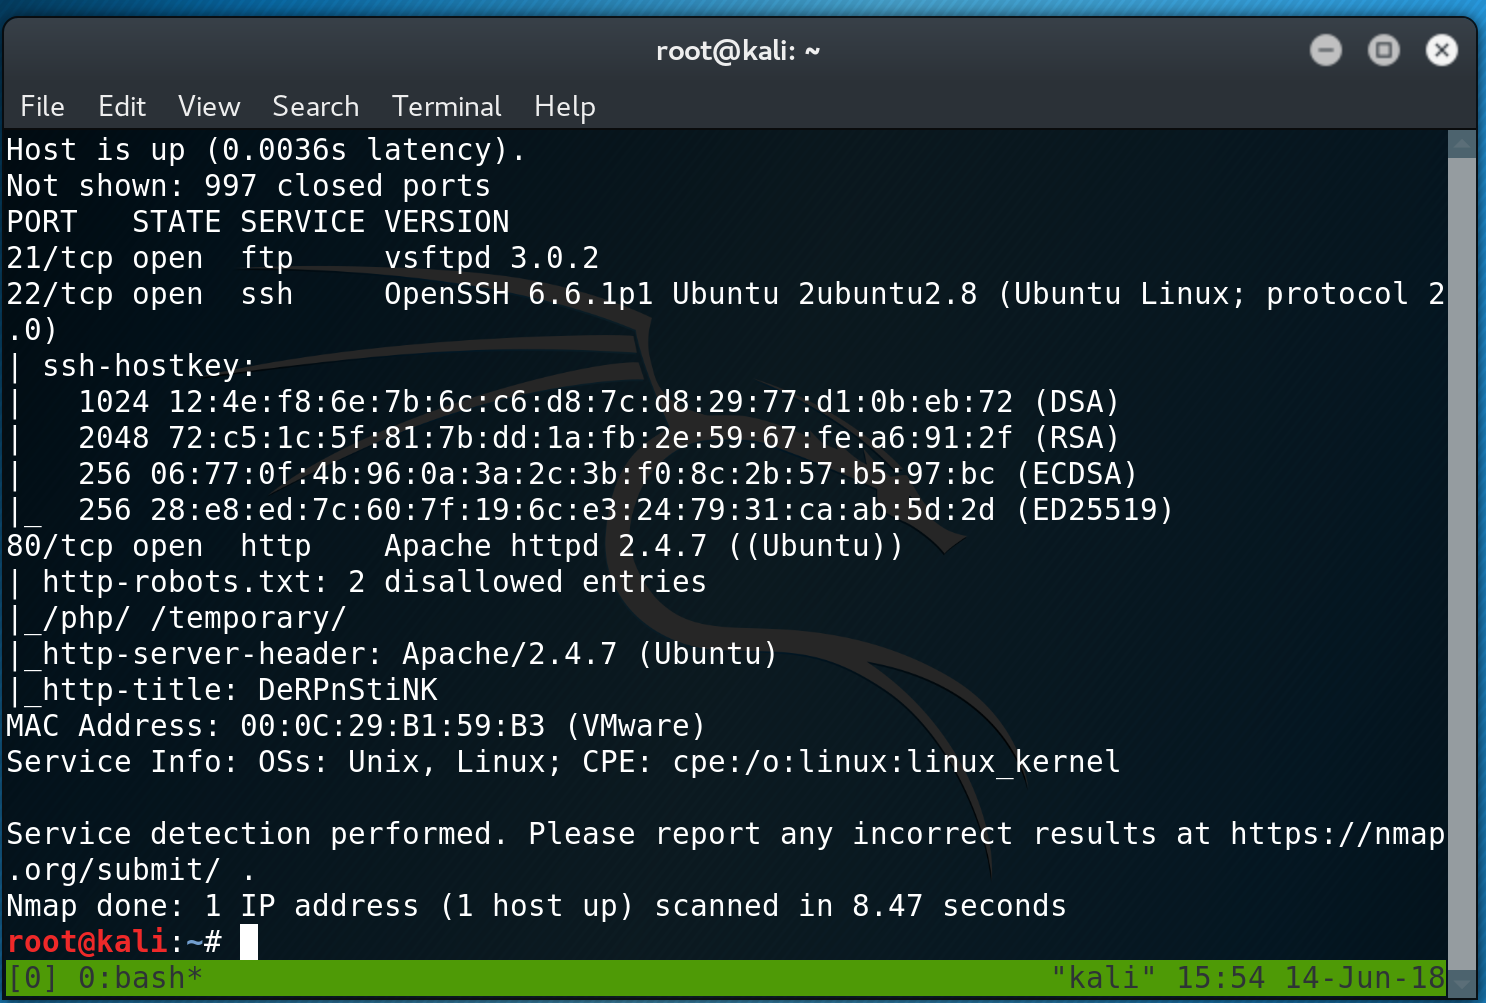 root@kali: ~
File Edit View Search Terminal Help
Host is up (0.0036s latency).
Not shown: 997 closed ports
PORT   STATE SERVICE VERSION
21/tcp open  ftp     vsftpd 3.0.2
22/tcp open  ssh     OpenSSH 6.6.1p1 Ubuntu 2ubuntu2.8 (Ubuntu Linux; protocol 2
.0)
| ssh-hostkey:
|   1024 12:4e:f8:6e:7b:6c:c6:d8:7c:d8:29:77:d1:0b:eb:72 (DSA)
|   2048 72:c5:1c:5f:81:7b:dd:1a:fb:2e:59:67:fe:a6:91:2f (RSA)
|   256 06:77:0f:4b:96:0a:3a:2c:3b:f0:8c:2b:57:b5:97:bc (ECDSA)
|_  256 28:e8:ed:7c:60:7f:19:6c:e3:24:79:31:ca:ab:5d:2d (ED25519)
80/tcp open  http    Apache httpd 2.4.7 ((Ubuntu))
| http-robots.txt: 2 disallowed entries
|_/php/ /temporary/
|_http-server-header: Apache/2.4.7 (Ubuntu)
|_http-title: DeRPnStiNK
MAC Address: 00:0C:29:B1:59:B3 (VMware)
Service Info: OSs: Unix, Linux; CPE: cpe:/o:linux:linux_kernel
Service detection performed. Please report any incorrect results at https://nmap
.org/submit/ .
Nmap done: 1 IP address (1 host up) scanned in 8.47 seconds
root@kali:~#
[0] 0:bash* "kali" 15:54 14-Jun-18